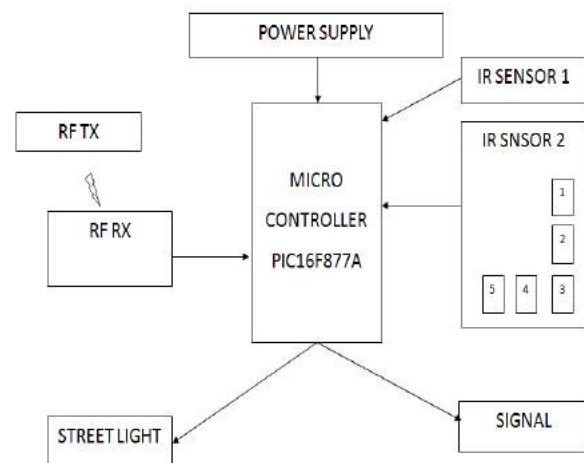 POWER SUPPLY
IR SENSOR 1
RF TX
IR SNSOR 2
MICRO
CONTROLLER
PIC16F877A
1
2
RF RX
5 4 3
STREET LIGHT
SIGNAL